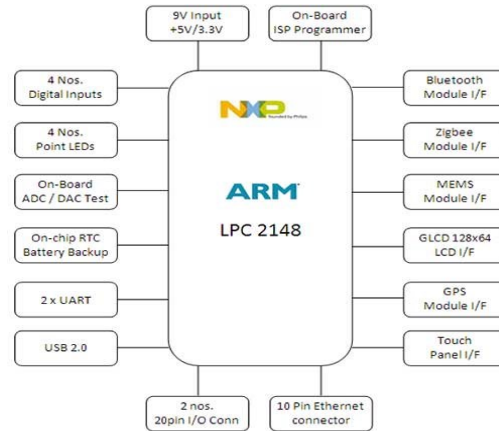 9V Input
+5V/3.3V
On-Board
ISP Programmer
4 Nos.
Digital Inputs
4 Nos.
Point LEDs
On-Board
ADC / DAC Test
On-chip RTC
Battery Backup
2 x UART
USB 2.0
NXP
founded by Philips
ARM
LPC 2148
Bluetooth
Module I/F
Zigbee
Module I/F
MEMS
Module I/F
GLCD 128x64
LCD I/F
GPS
Module I/F
Touch
Panel I/F
2 nos.
20pin I/O Conn
10 Pin Ethernet
connector